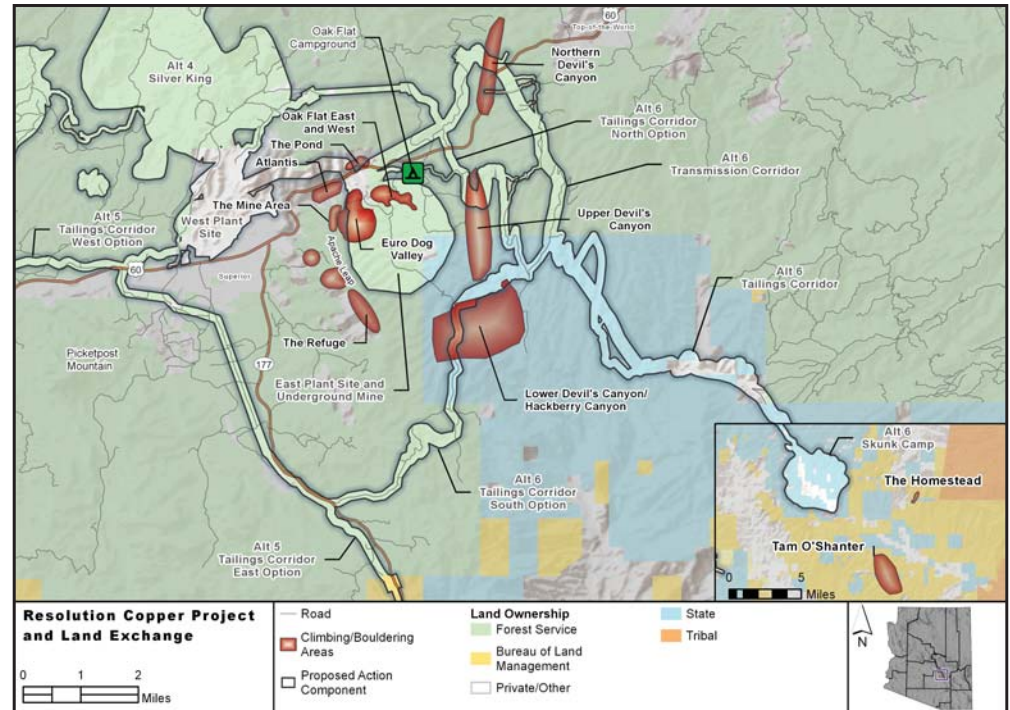 60
Top-of-the-World
Oak Flat
Campground
Northern
Devil's
Canyon
Alt 4
Silver King
Oak Flat East
and West
Alt 6
Tailings Corridor
North Option
The Pond
Atlantis
Alt 6
Transmission Corridor
The Mine Area
West Plant
Site
Alt 5
Tailings Corridor
West Option
Upper Devil's
Canyon
Euro Dog
Valley
Apache Leap
60
Superior
Alt 6
Tailings Corridor
The Refuge
Picketpost
Mountain
177
East Plant Site and
Underground Mine
Lower Devil's Canyon/
Hackberry Canyon
Alt 6
Skunk Camp
Alt 6
Tailings Corridor
South Option
The Homestead
Tam O'Shanter
Alt 5
Tailings Corridor
East Option
0 5
Miles
Resolution Copper Project
and Land Exchange
0 1 2
Miles
Road
Climbing/Bouldering
Areas
Proposed Action
Component
Land Ownership
Forest Service
Bureau of Land
Management
Private/Other
State
Tribal
N